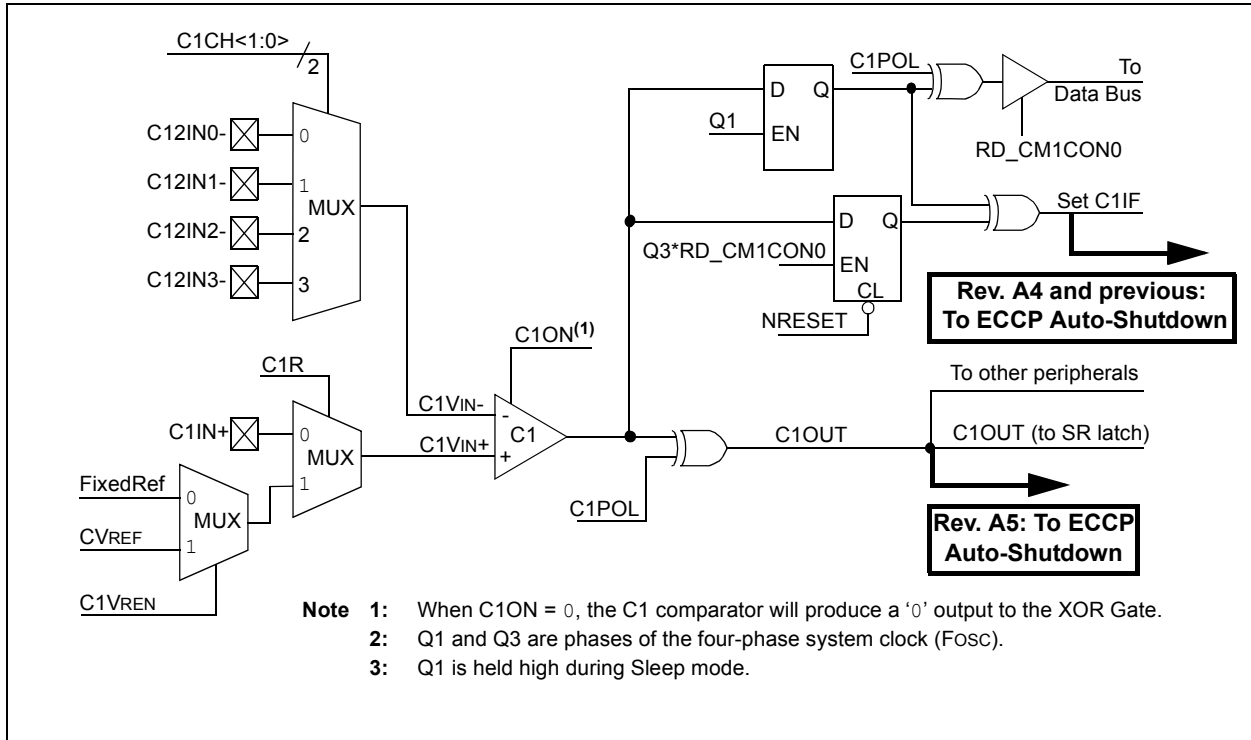 C1CH<1:0>
2
C12IN0-
0
C12IN1-
1
MUX
C12IN2-
2
C12IN3-
3
C1R
C1IN+
0
MUX
1
FixedRef
0
MUX
CVREF
1
C1VREN
C1ON(1)
C1VIN-
-
C1
C1VIN+
+
D
Q
Q1
EN
C1POL
To
Data Bus
RD_CM1CON0
D
Q
Q3*RD_CM1CON0
EN
CL
NRESET
Set C1IF
Rev. A4 and previous:
To ECCP Auto-Shutdown
C1POL
C1OUT
To other peripherals
C1OUT (to SR latch)
Rev. A5: To ECCP
Auto-Shutdown
Note 1: When C1ON = 0, the C1 comparator will produce a ‘0’ output to the XOR Gate.
2: Q1 and Q3 are phases of the four-phase system clock (FOSC).
3: Q1 is held high during Sleep mode.